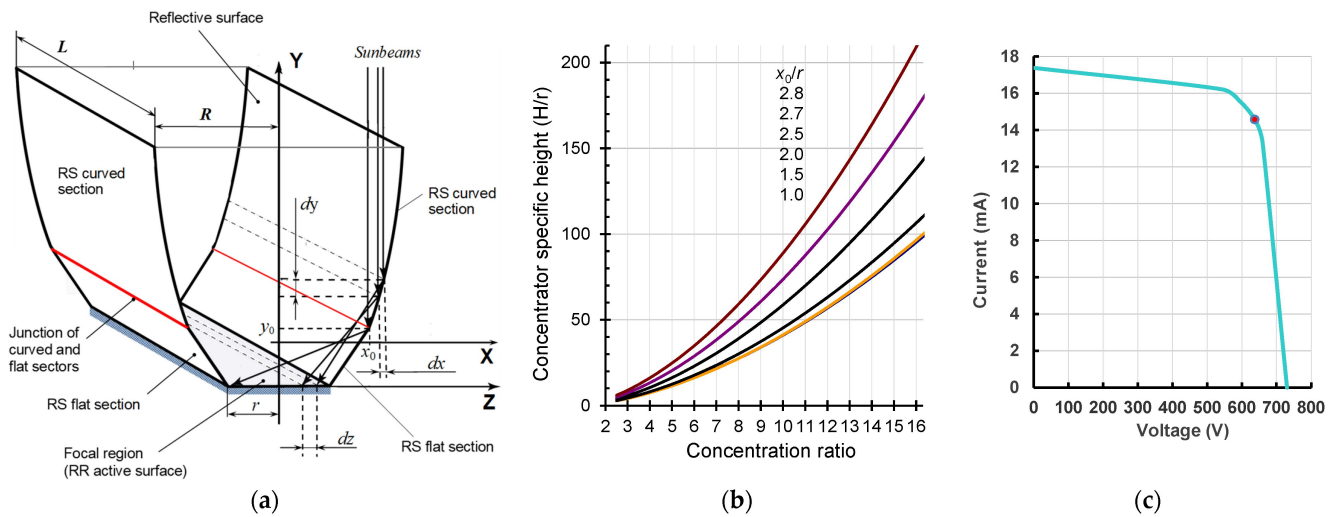 Reflective surface
L
Y
Sunbeams
R
RS curved
section
RS curved
section
dy
y0
x0
X
dx
Junction of
curved and
flat sectors
Z
RS flat section
r
RS flat section
dz
Focal region
(RR active surface)
(a)
Concentrator specific height (H/r)
200
150
100
50
0
x0/r
2.8
2.7
2.5
2.0
1.5
1.0
2 3 4 5 6 7 8 9 10 11 12 13 14 15 16
Concentration ratio
(b)
Current (mA)
18
16
14
12
10
8
6
4
2
0
0 100 200 300 400 500 600 700 800
Voltage (V)
(c)